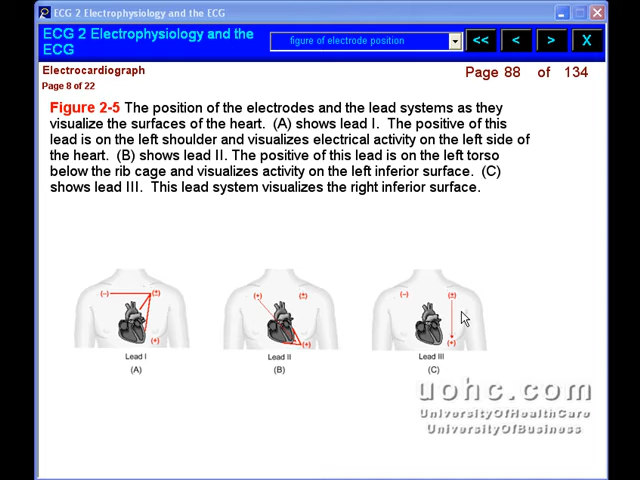 ECG 2 Electrophysiology and the ECG
ECG 2 Electrophysiology and the
ECG
figure of electrode position
<<
<
>
X
Electrocardiograph
Page 88 of 134
Page 8 of 22
Figure 2-5 The position of the electrodes and the lead systems as they
visualize the surfaces of the heart. (A) shows lead I. The positive of this
lead is on the left shoulder and visualizes electrical activity on the left side of
the heart. (B) shows lead II. The positive of this lead is on the left torso
below the rib cage and visualizes activity on the left inferior surface. (C)
shows lead III. This lead system visualizes the right inferior surface.
(−) (±)
(+)
(+) (±)
(+)
(−) (±)
(+)
Lead I
(A)
Lead II
(B)
Lead III
(C)
uohc.com
UniversityOfHealthCare
UniversityOfBusiness